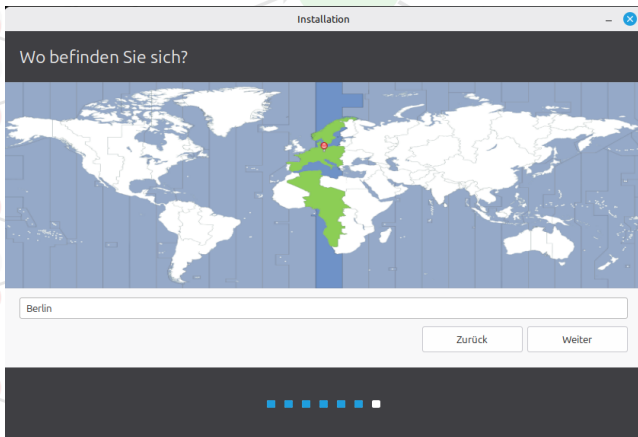 Installation
Wo befinden Sie sich?
Berlin
Zurück
Weiter